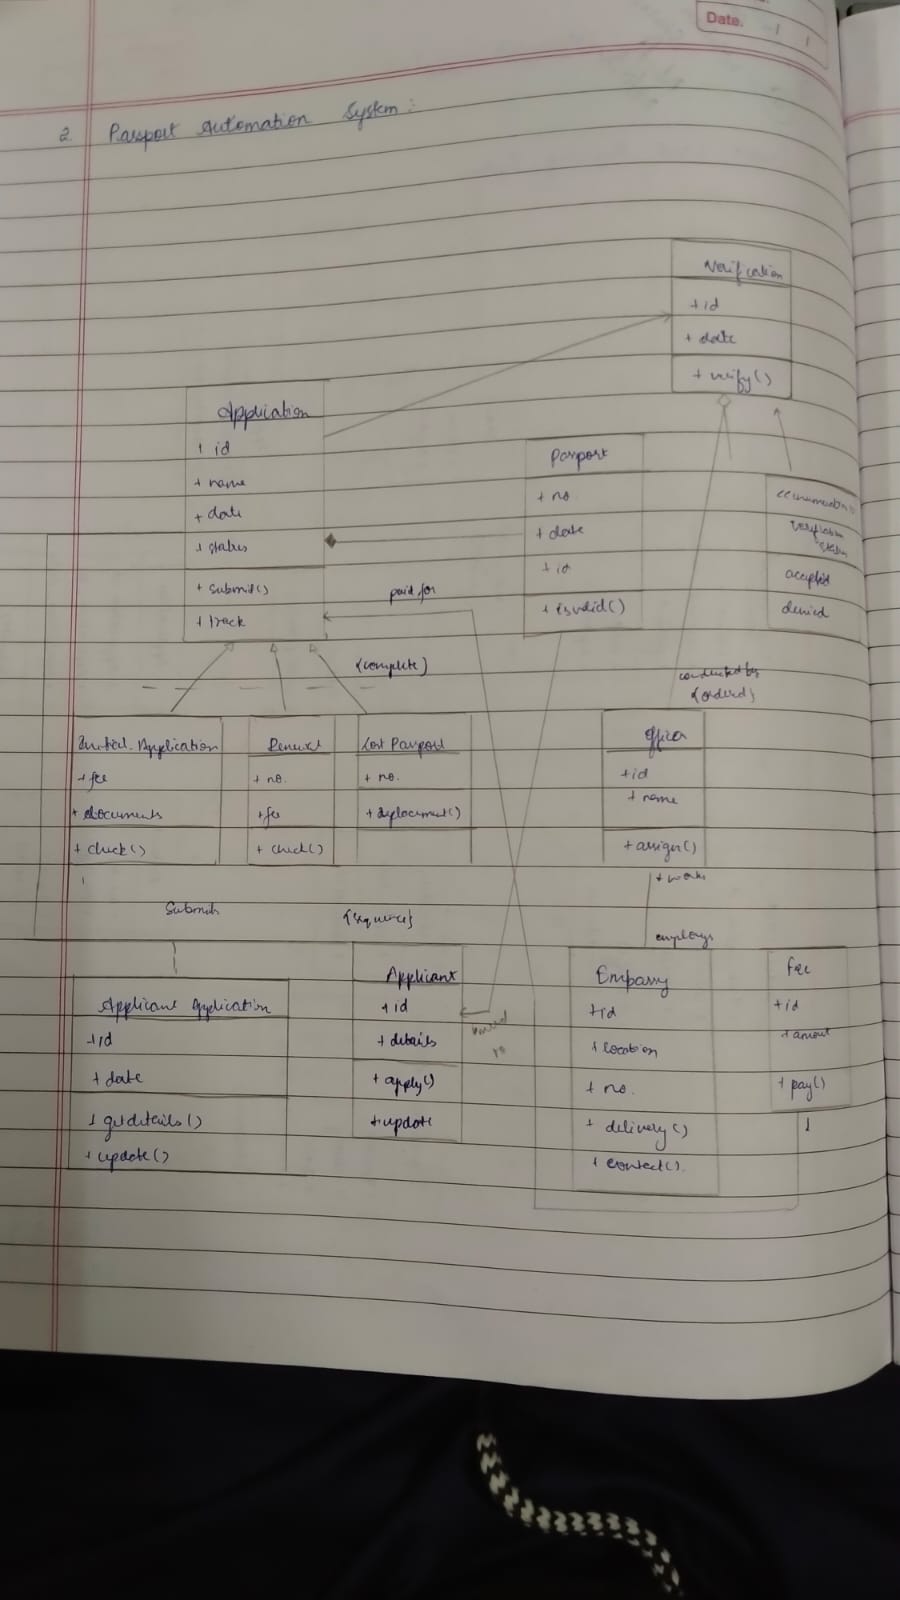 Date.
2. Passport Automation System:
Verification
+ id
+ date
+ verify()
Application
+ id
+ name
+ date
+ status
+ submit()
+ track
Passport
+ no
+ date
+ id
+ isvalid()
verification
status
accepted
denied
paid for
{complete}
conducted by
{ordered}
Initial. Application
+ fee
+ documents
+ check()
Renewal
+ no.
+ fee
+ check()
Lost Passport
+ no.
+ replacement()
Officer
+ id
+ name
+ assign()
+ works
Submits
{sequence}
employs
Applicant Application
+ id
+ date
+ getdetails()
+ update()
Applicant
+ id
+ details
+ apply()
+ update
issued
to
Embassy
+ id
+ location
+ no.
+ delivery()
+ contact().
Fee
+ id
+ amount
+ pay()
1